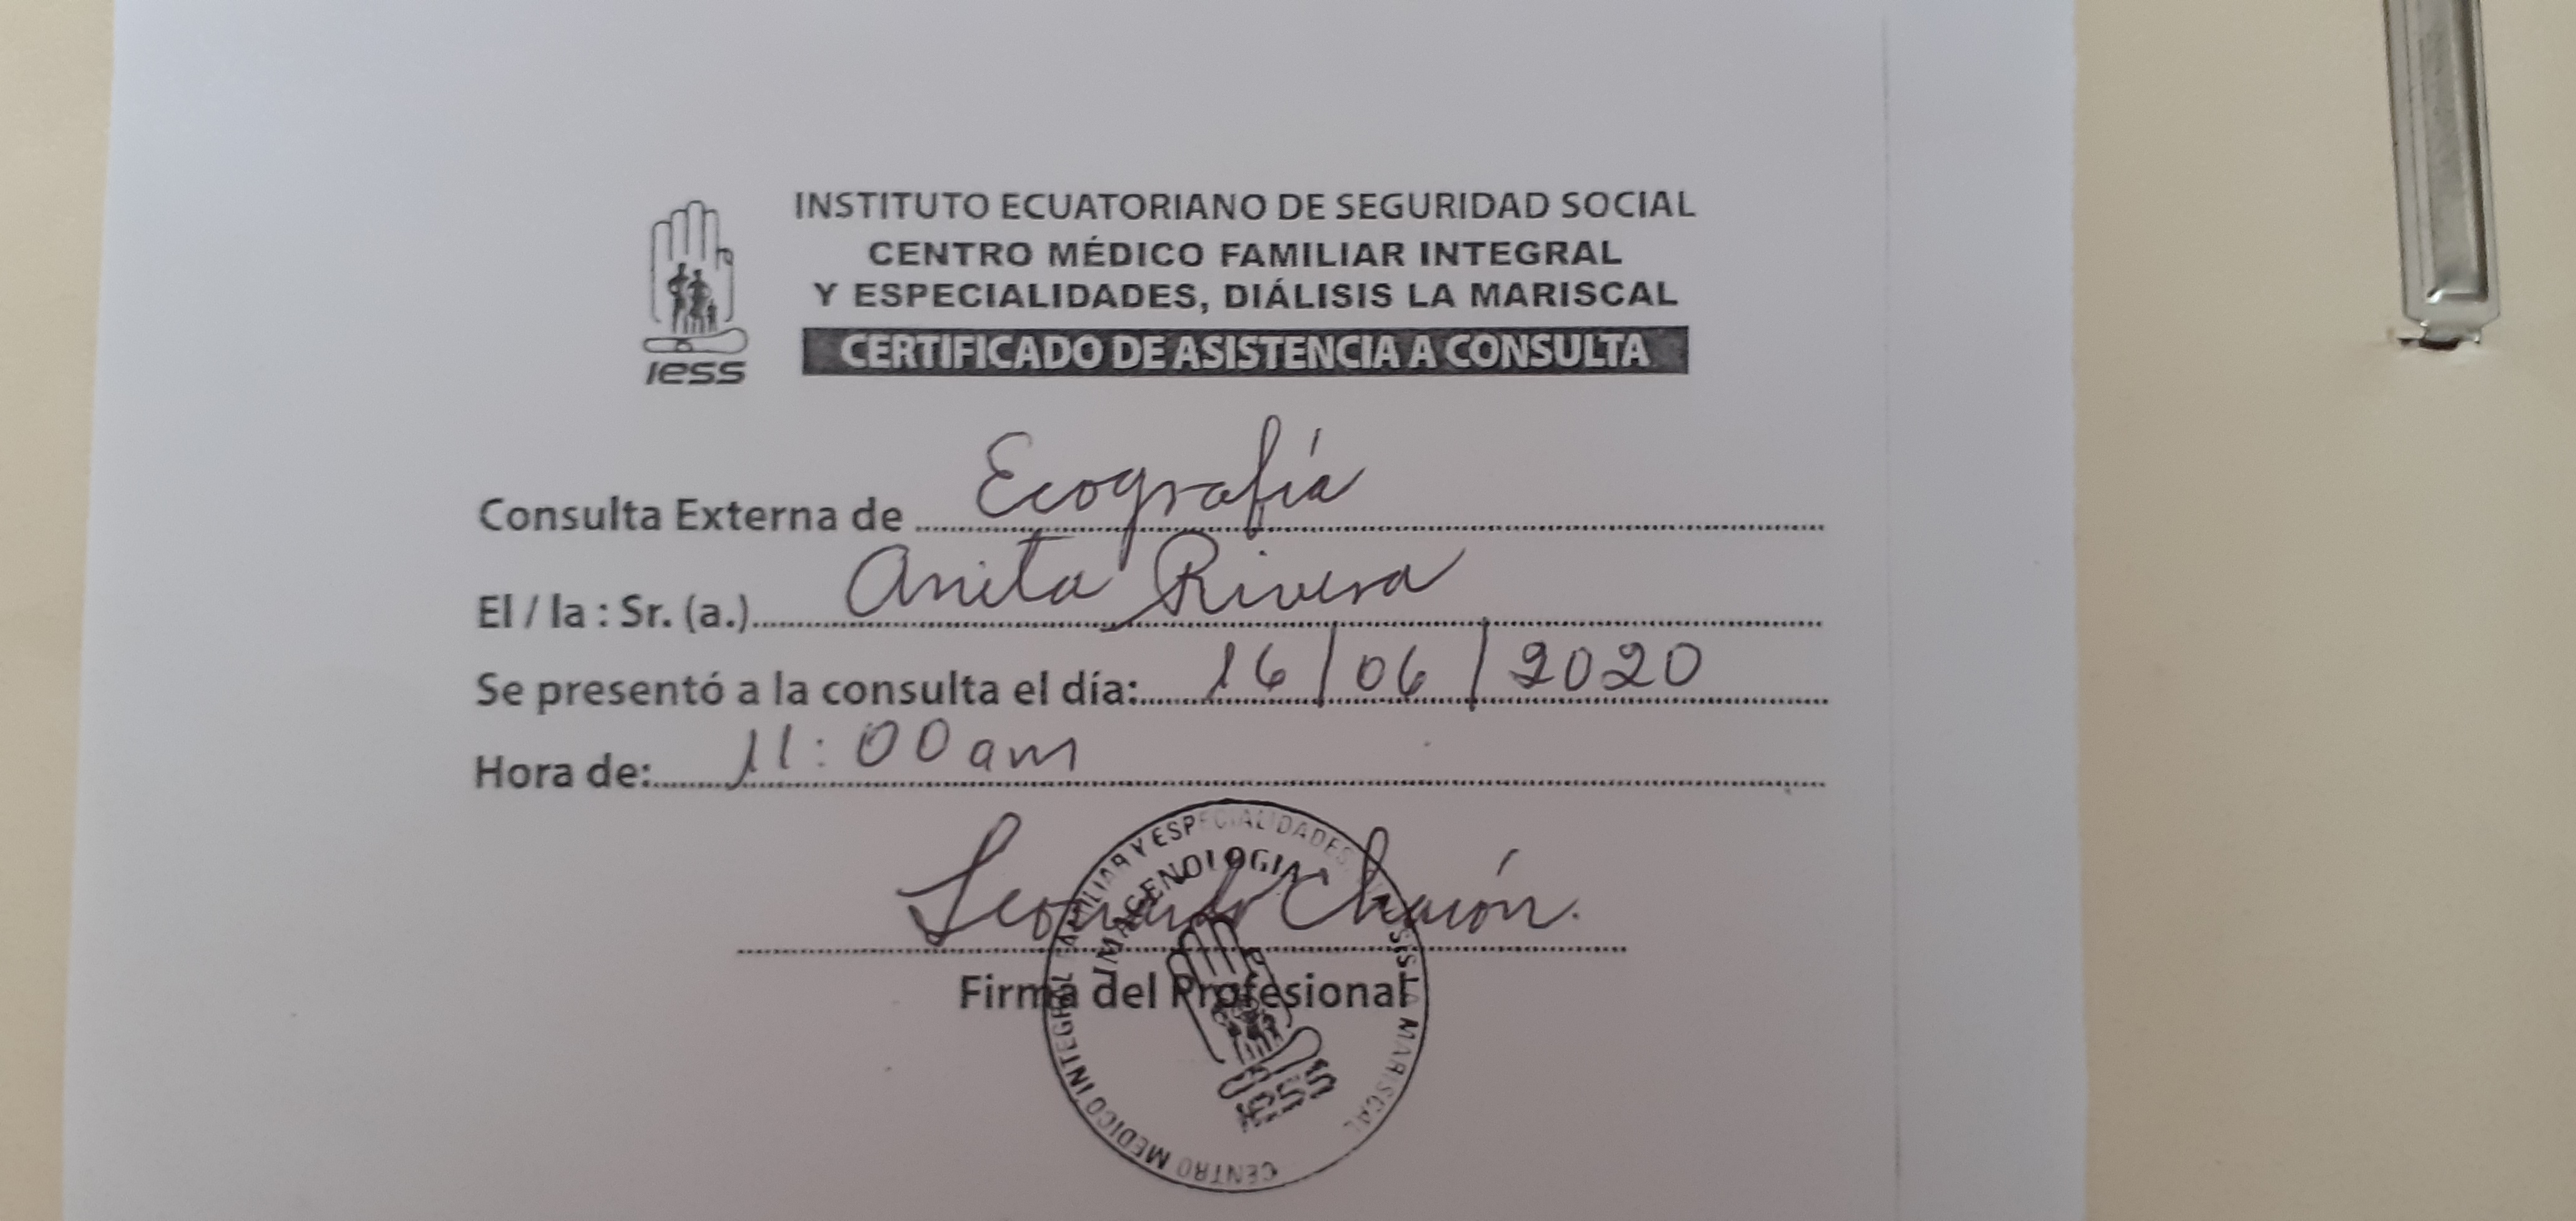 INSTITUTO ECUATORIANO DE SEGURIDAD SOCIAL
CENTRO MÉDICO FAMILIAR INTEGRAL
Y ESPECIALIDADES, DIÁLISIS LA MARISCAL
CERTIFICADO DE ASISTENCIA A CONSULTA
IESS
Consulta Externa de Ecografía
El / la : Sr. (a.) Anita Rivera
Se presentó a la consulta el día: 16/06/2020
Hora de: 11:00 am
Leonardo Chacón.
Firma del Profesional
CENTRO MEDICO INTEGRAL FAMILIAR Y ESPECIALIDADES LA MARISCAL
IMAGENOLOGIA
IESS